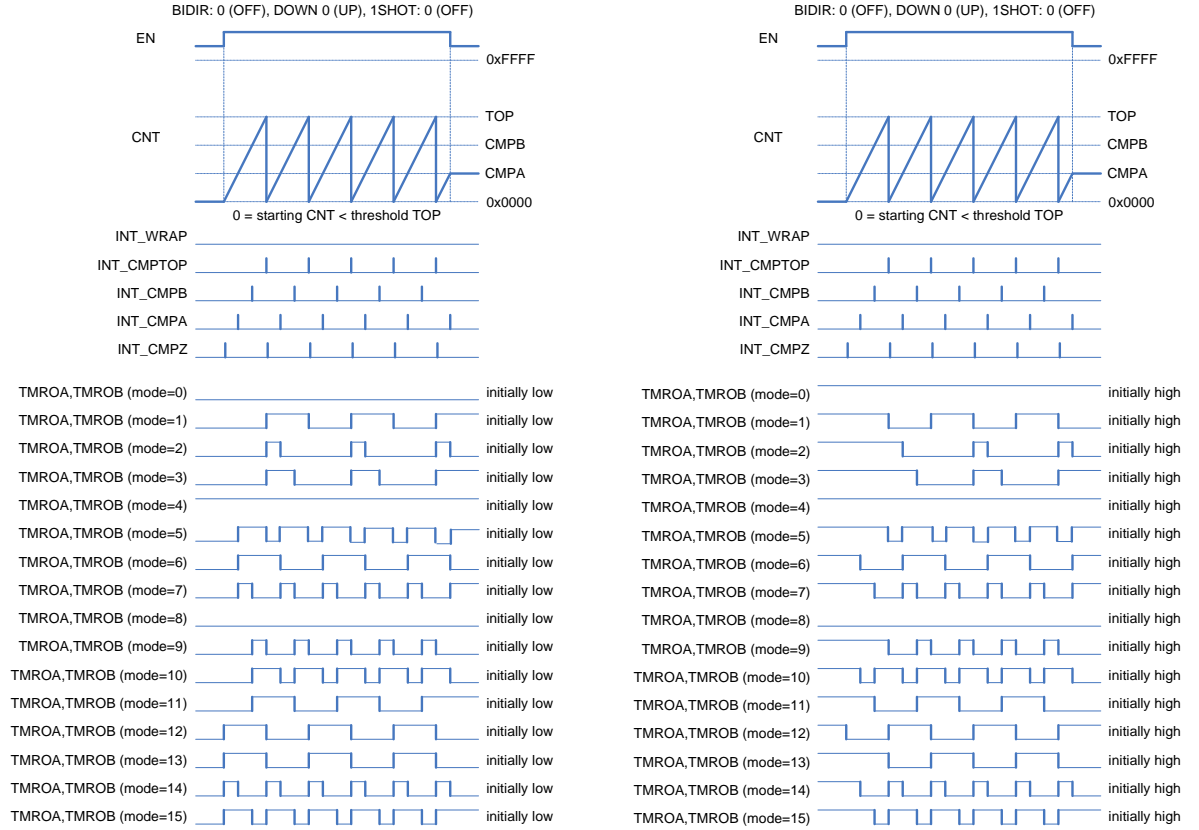 BIDIR: 0 (OFF), DOWN 0 (UP), 1SHOT: 0 (OFF)
EN
0xFFFF
TOP
CNT
CMPB
CMPA
0x0000
0 = starting CNT < threshold TOP
INT_WRAP
INT_CMPTOP
INT_CMPB
INT_CMPA
INT_CMPZ
TMROA,TMROB (mode=0) initially low
TMROA,TMROB (mode=1) initially low
TMROA,TMROB (mode=2) initially low
TMROA,TMROB (mode=3) initially low
TMROA,TMROB (mode=4) initially low
TMROA,TMROB (mode=5) initially low
TMROA,TMROB (mode=6) initially low
TMROA,TMROB (mode=7) initially low
TMROA,TMROB (mode=8) initially low
TMROA,TMROB (mode=9) initially low
TMROA,TMROB (mode=10) initially low
TMROA,TMROB (mode=11) initially low
TMROA,TMROB (mode=12) initially low
TMROA,TMROB (mode=13) initially low
TMROA,TMROB (mode=14) initially low
TMROA,TMROB (mode=15) initially low
BIDIR: 0 (OFF), DOWN 0 (UP), 1SHOT: 0 (OFF)
EN
0xFFFF
TOP
CNT
CMPB
CMPA
0x0000
0 = starting CNT < threshold TOP
INT_WRAP
INT_CMPTOP
INT_CMPB
INT_CMPA
INT_CMPZ
TMROA,TMROB (mode=0) initially high
TMROA,TMROB (mode=1) initially high
TMROA,TMROB (mode=2) initially high
TMROA,TMROB (mode=3) initially high
TMROA,TMROB (mode=4) initially high
TMROA,TMROB (mode=5) initially high
TMROA,TMROB (mode=6) initially high
TMROA,TMROB (mode=7) initially high
TMROA,TMROB (mode=8) initially high
TMROA,TMROB (mode=9) initially high
TMROA,TMROB (mode=10) initially high
TMROA,TMROB (mode=11) initially high
TMROA,TMROB (mode=12) initially high
TMROA,TMROB (mode=13) initially high
TMROA,TMROB (mode=14) initially high
TMROA,TMROB (mode=15) initially high